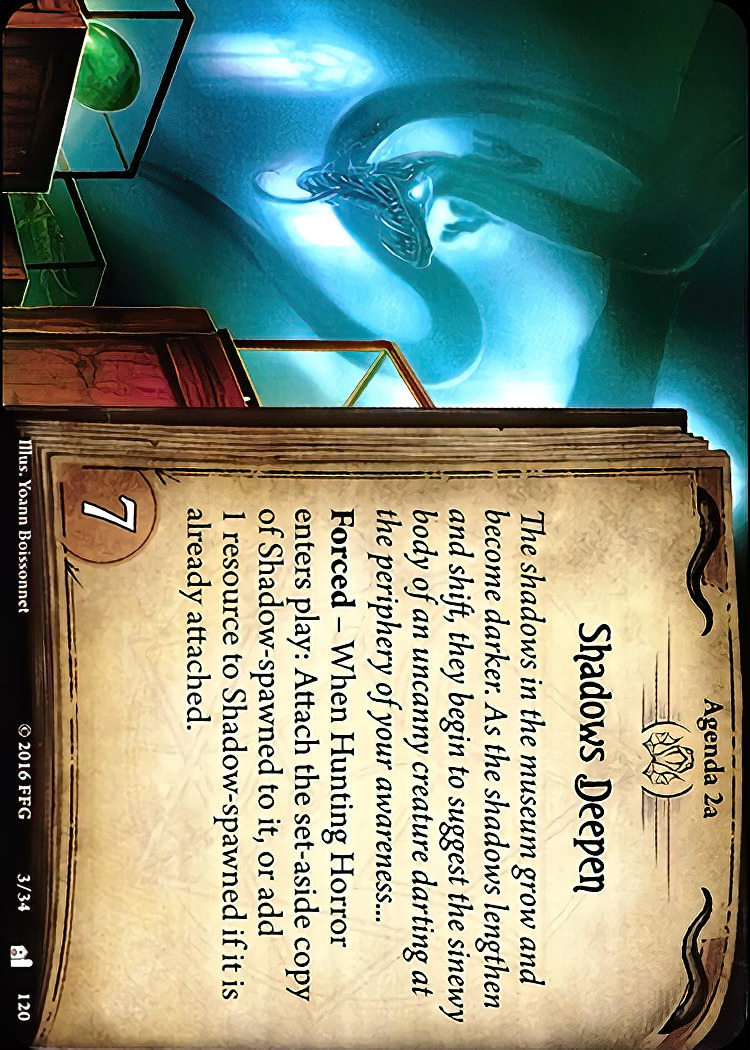 Agenda 2a
Shadows Deepen
The shadows in the museum grow and
become darker. As the shadows lengthen
and shift, they begin to suggest the sinewy
body of an uncanny creature darting at
the periphery of your awareness...
Forced – When Hunting Horror
enters play: Attach the set-aside copy
of Shadow-spawned to it, or add
1 resource to Shadow-spawned if it is
already attached.
7
Illus. Yoann Boissonnet © 2016 FFG 3/34 120